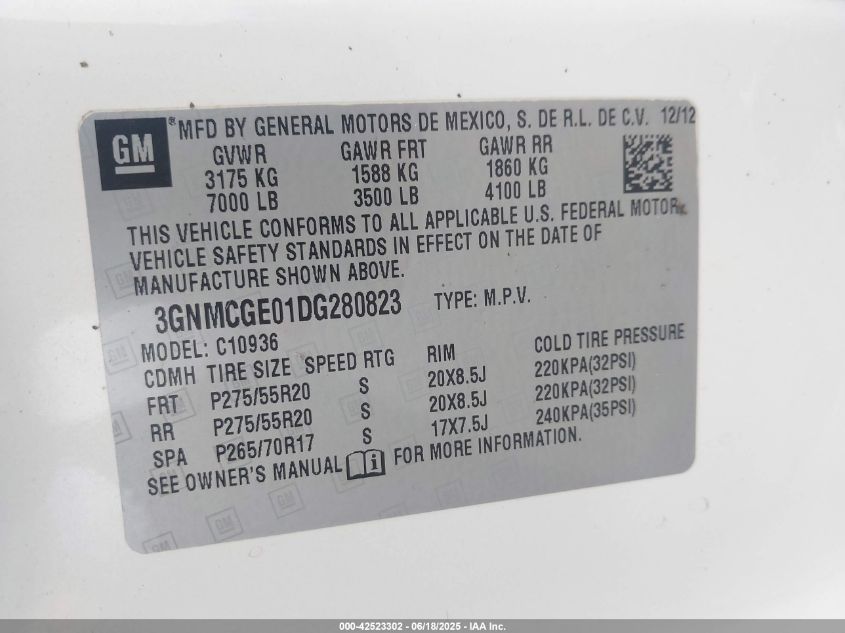 GM
® MFD BY GENERAL MOTORS DE MEXICO, S. DE R.L. DE C.V. 12/12
GVWR GAWR FRT GAWR RR
3175 KG 1588 KG 1860 KG
7000 LB 3500 LB 4100 LB
THIS VEHICLE CONFORMS TO ALL APPLICABLE U.S. FEDERAL MOTOR
VEHICLE SAFETY STANDARDS IN EFFECT ON THE DATE OF
MANUFACTURE SHOWN ABOVE.
3GNMCGE01DG280823 TYPE: M.P.V.
MODEL: C10936
CDMH TIRE SIZE SPEED RTG RIM COLD TIRE PRESSURE
FRT P275/55R20 S 20X8.5J 220KPA(32PSI)
RR P275/55R20 S 20X8.5J 220KPA(32PSI)
SPA P265/70R17 S 17X7.5J 240KPA(35PSI)
SEE OWNER'S MANUAL FOR MORE INFORMATION.
000-42523302 - 06/18/2025 - IAA Inc.